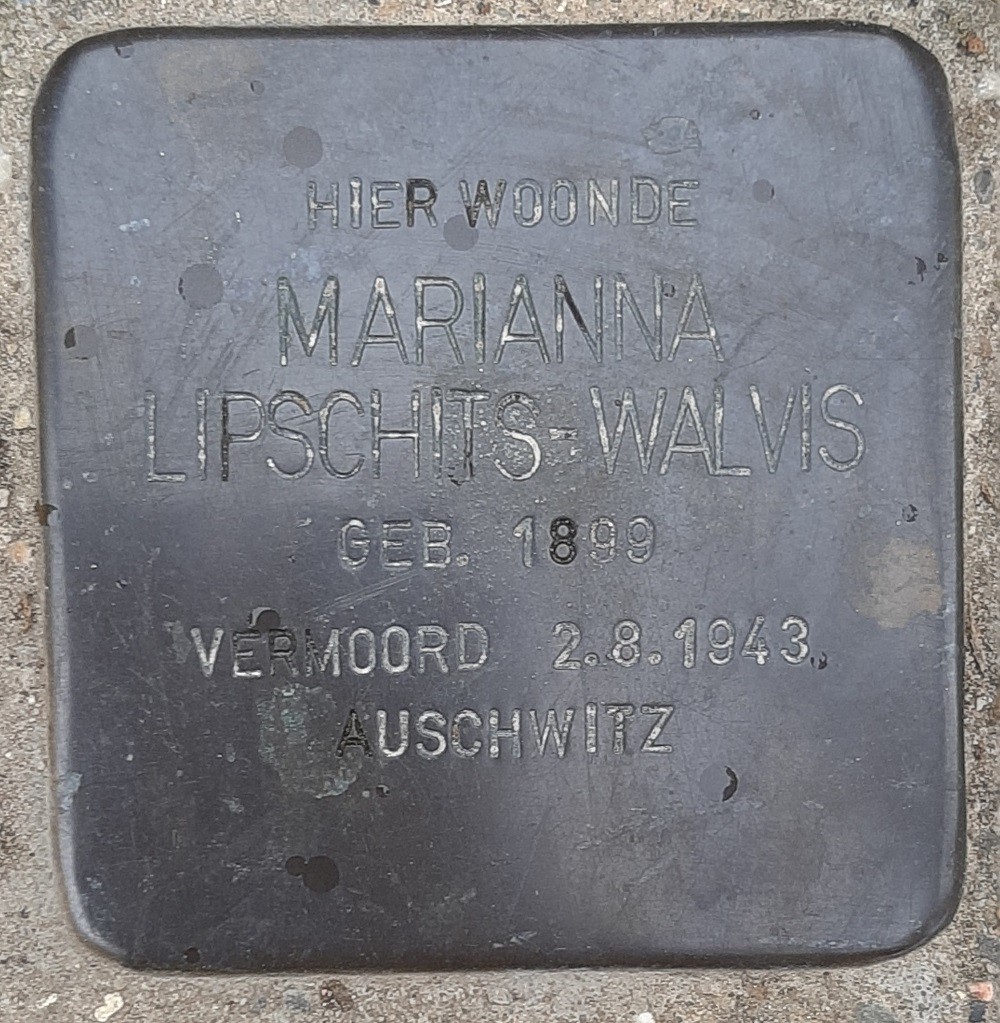 HIER WOONDE
MARIANNA
LIPSCHITS-WALVIS
GEB. 1899
VERMOORD 2.8.1943
AUSCHWITZ